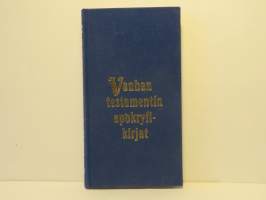 Vanhan
testamentin
apokryfi-
kirjat